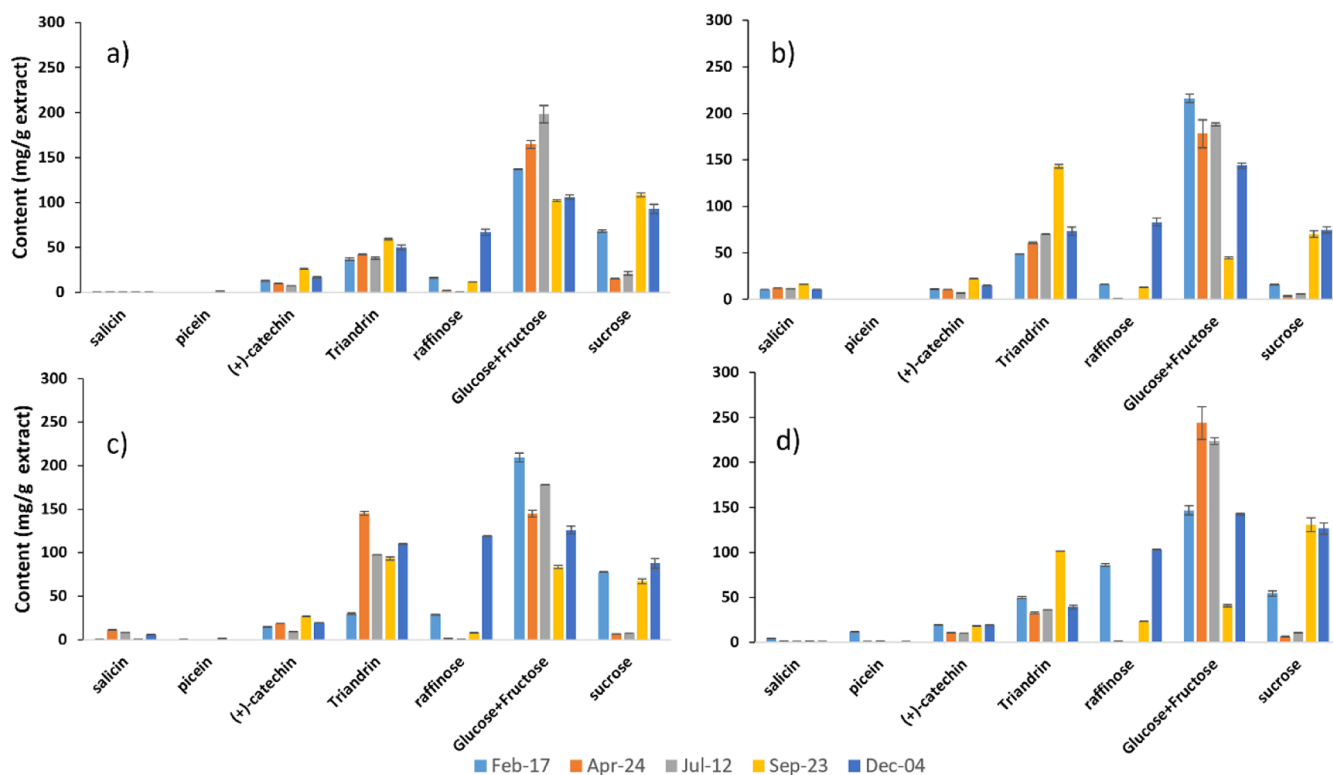 a)
Content (mg/g extract)
300
250
200
150
100
50
0
salicin
picein
(+)-catechin
Triandrin
raffinose
Glucose+Fructose
sucrose
b)
300
250
200
150
100
50
0
salicin
picein
(+)-catechin
Triandrin
raffinose
Glucose+Fructose
sucrose
c)
Content (mg/g extract)
300
250
200
150
100
50
0
salicin
picein
(+)-catechin
Triandrin
raffinose
Glucose+Fructose
sucrose
d)
300
250
200
150
100
50
0
salicin
picein
(+)-catechin
Triandrin
raffinose
Glucose+Fructose
sucrose
Feb-17 Apr-24 Jul-12 Sep-23 Dec-04